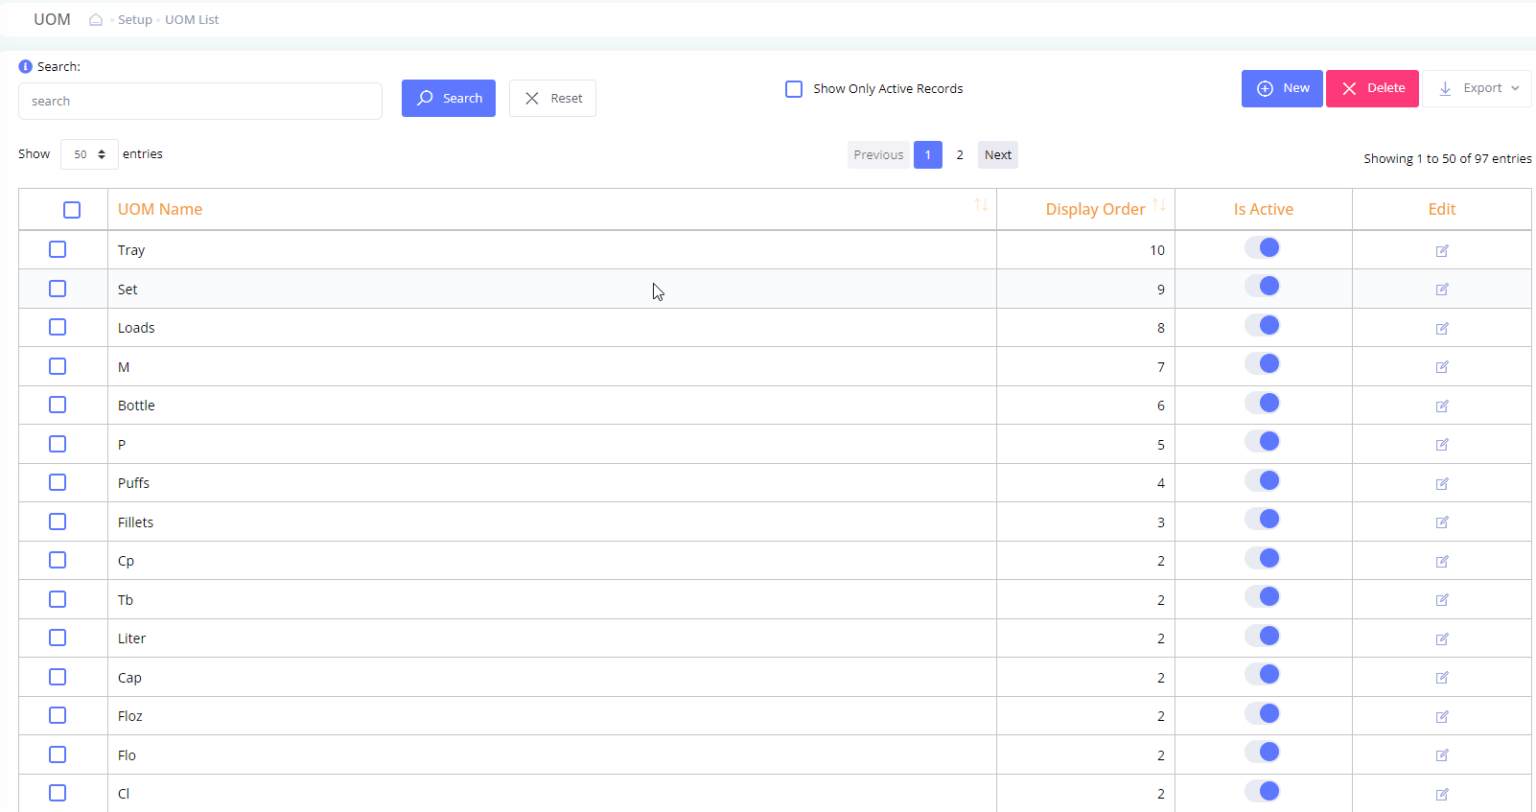 UOM Setup UOM List
Search:
search Search Reset Show Only Active Records New Delete Export
Show 50 entries Previous 1 2 Next Showing 1 to 50 of 97 entries
UOM Name Display Order Is Active Edit
Tray 10
Set 9
Loads 8
M 7
Bottle 6
P 5
Puffs 4
Fillets 3
Cp 2
Tb 2
Liter 2
Cap 2
Floz 2
Flo 2
Cl 2